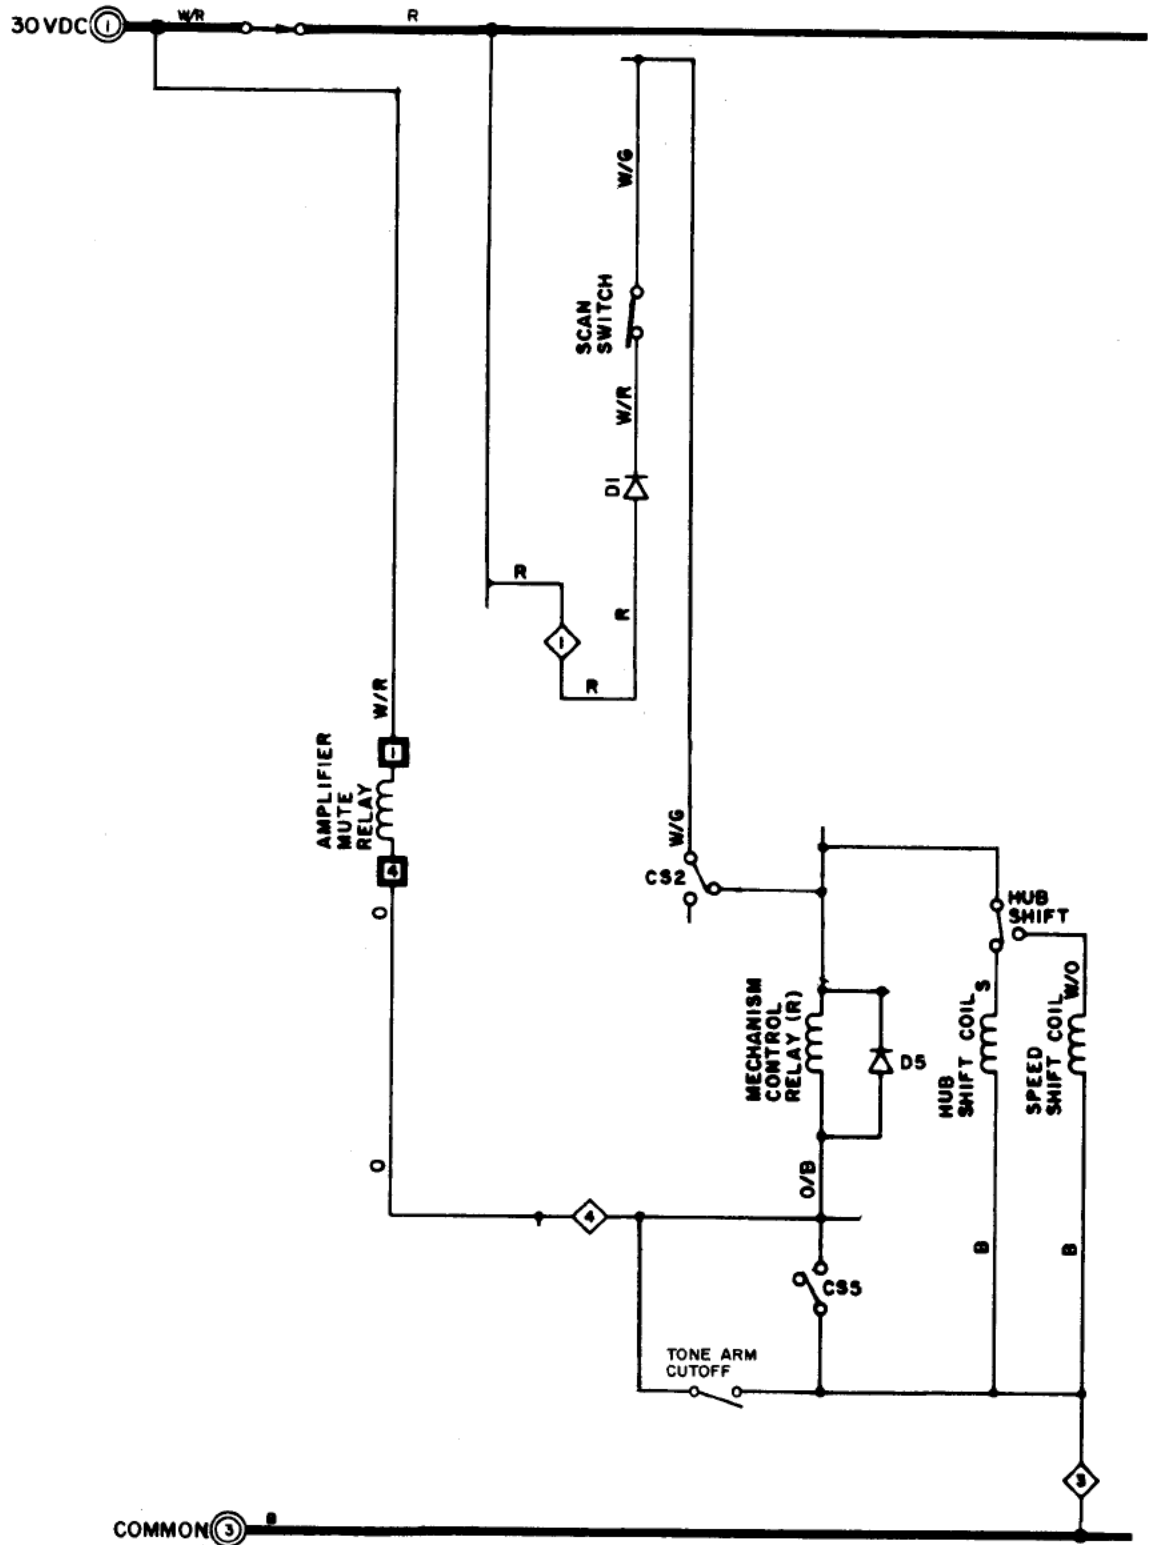 30VDC 1
W/R
R
W/G
SCAN
SWITCH
W/R
D1
R
R
1
R
W/R
1
AMPLIFIER
MUTE
RELAY
4
O
W/G
CS2
HUB
SHIFT
S
W/O
MECHANISM
CONTROL
RELAY (R)
D5
HUB
SHIFT COIL
SPEED
SHIFT COIL
O
O/B
4
B
B
CS5
TONE ARM
CUTOFF
3
COMMON 3
B